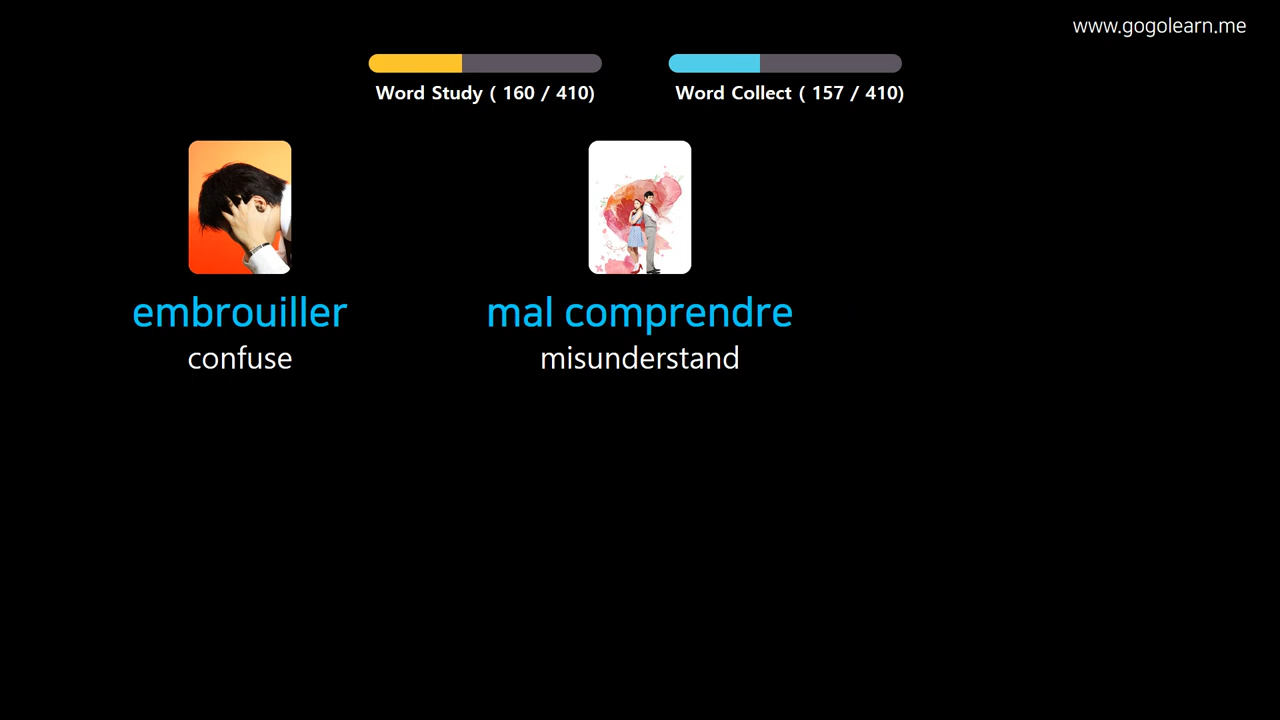 www.gogolearn.me
Word Study ( 160 / 410)
Word Collect ( 157 / 410)
embrouiller
confuse
mal comprendre
misunderstand